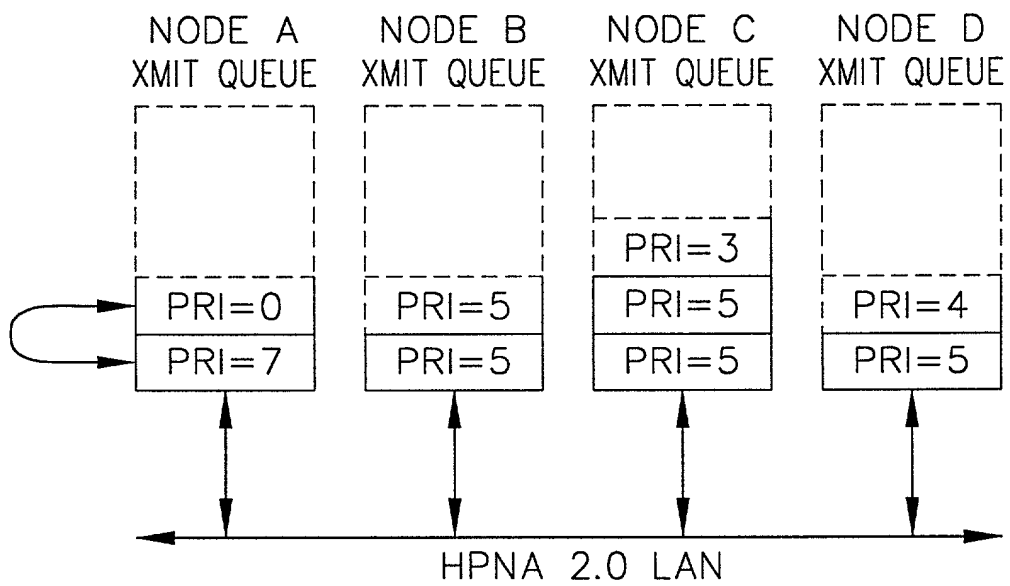 NODE A NODE B NODE C NODE D
XMIT QUEUE XMIT QUEUE XMIT QUEUE XMIT QUEUE
PRI=3
PRI=0 PRI=5 PRI=5 PRI=4
PRI=7 PRI=5 PRI=5 PRI=5
HPNA 2.0 LAN